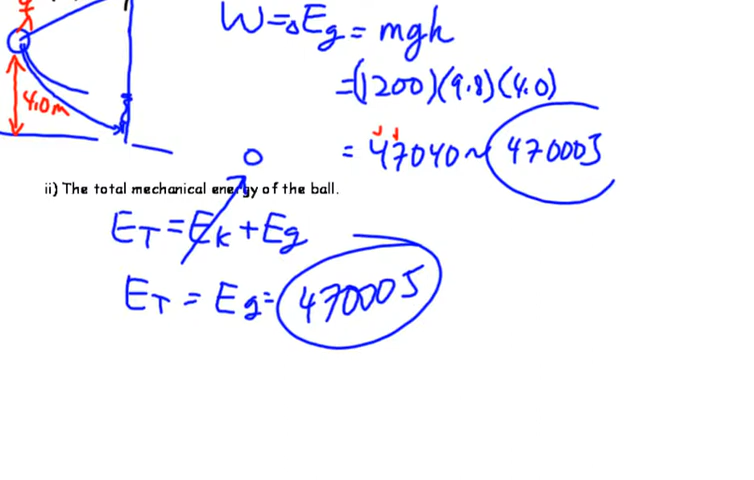 W=ΔEg = mgh
=(1200)(9.8)(4.0)
4.0m
= 47040 ~ 47000J
0
ii) The total mechanical energy of the ball.
ET = EK + Eg
ET = Eg = 47000J